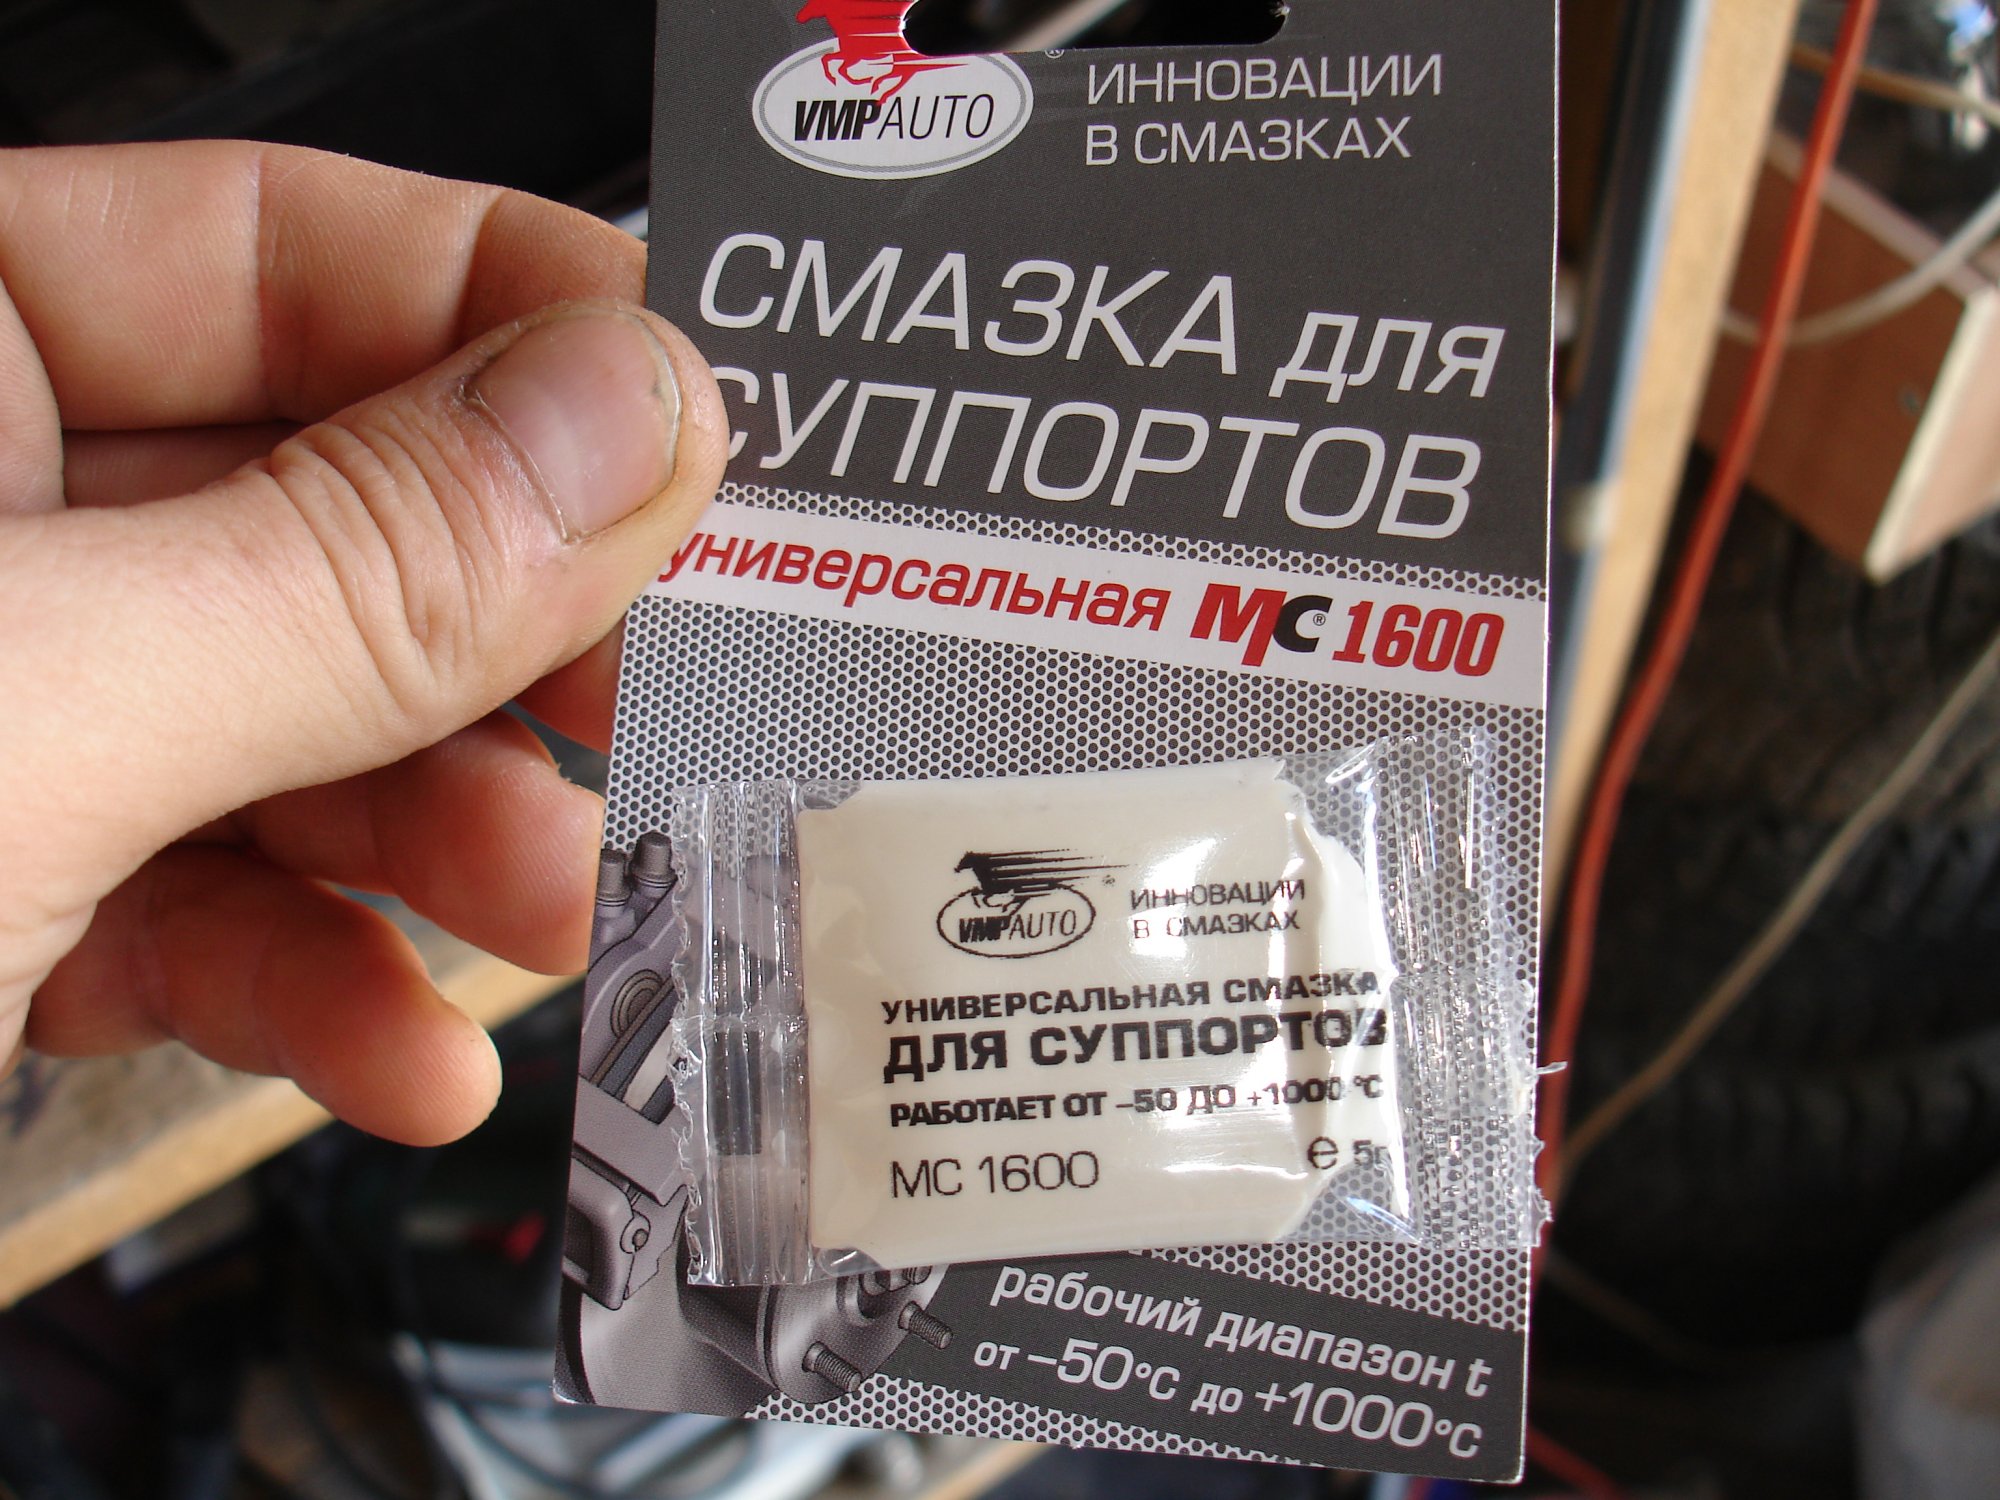 VMPAUTO ®
ИННОВАЦИИ
В СМАЗКАХ
СМАЗКА для
СУППОРТОВ
универсальная МС® 1600
VMPAUTO ®
ИННОВАЦИИ
В СМАЗКАХ
УНИВЕРСАЛЬНАЯ СМАЗКА
ДЛЯ СУППОРТОВ
РАБОТАЕТ ОТ –50 ДО +1000 °С
МС 1600
е 5г
рабочий диапазон t
от –50°С до +1000°С